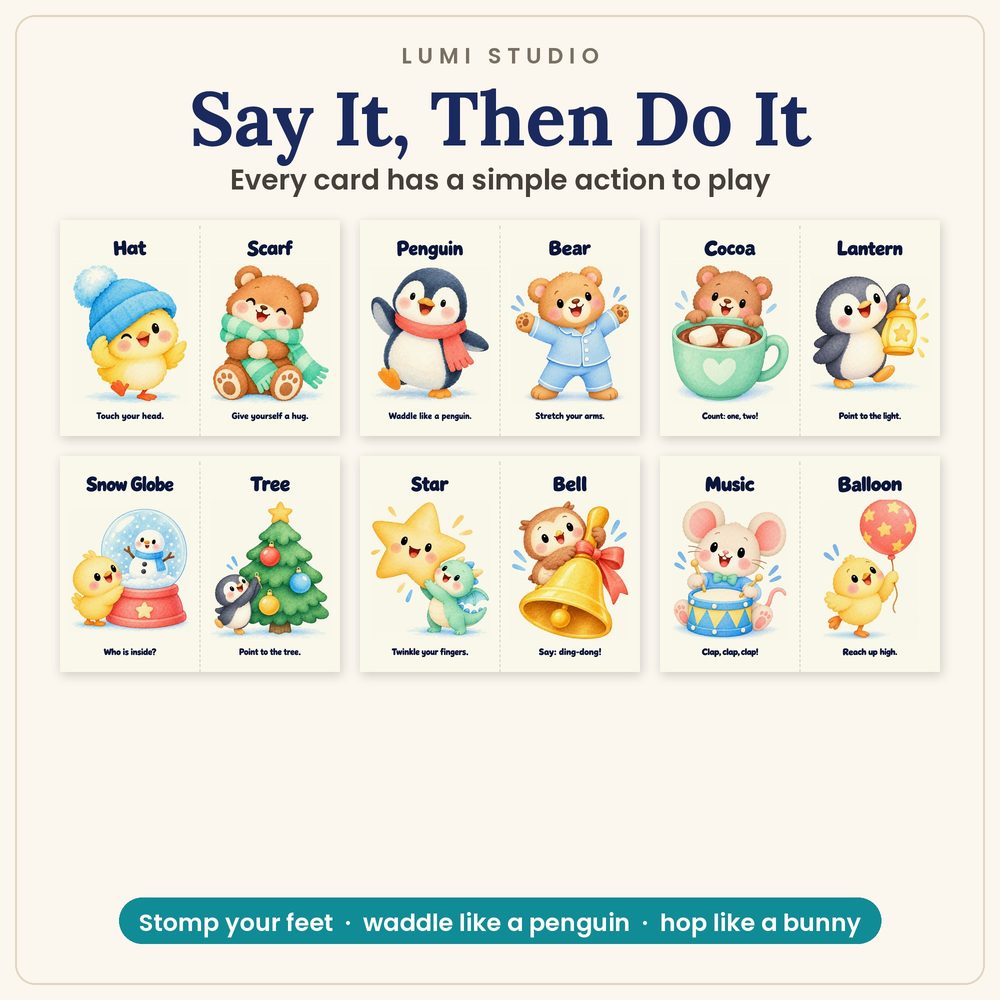 LUMI STUDIO
Say It, Then Do It
Every card has a simple action to play
Hat
Touch your head.
Scarf
Give yourself a hug.
Penguin
Waddle like a penguin.
Bear
Stretch your arms.
Cocoa
Count: one, two!
Lantern
Point to the light.
Snow Globe
Who is inside?
Tree
Point to the tree.
Star
Twinkle your fingers.
Bell
Say: ding-dong!
Music
Clap, clap, clap!
Balloon
Reach up high.
Stomp your feet · waddle like a penguin · hop like a bunny